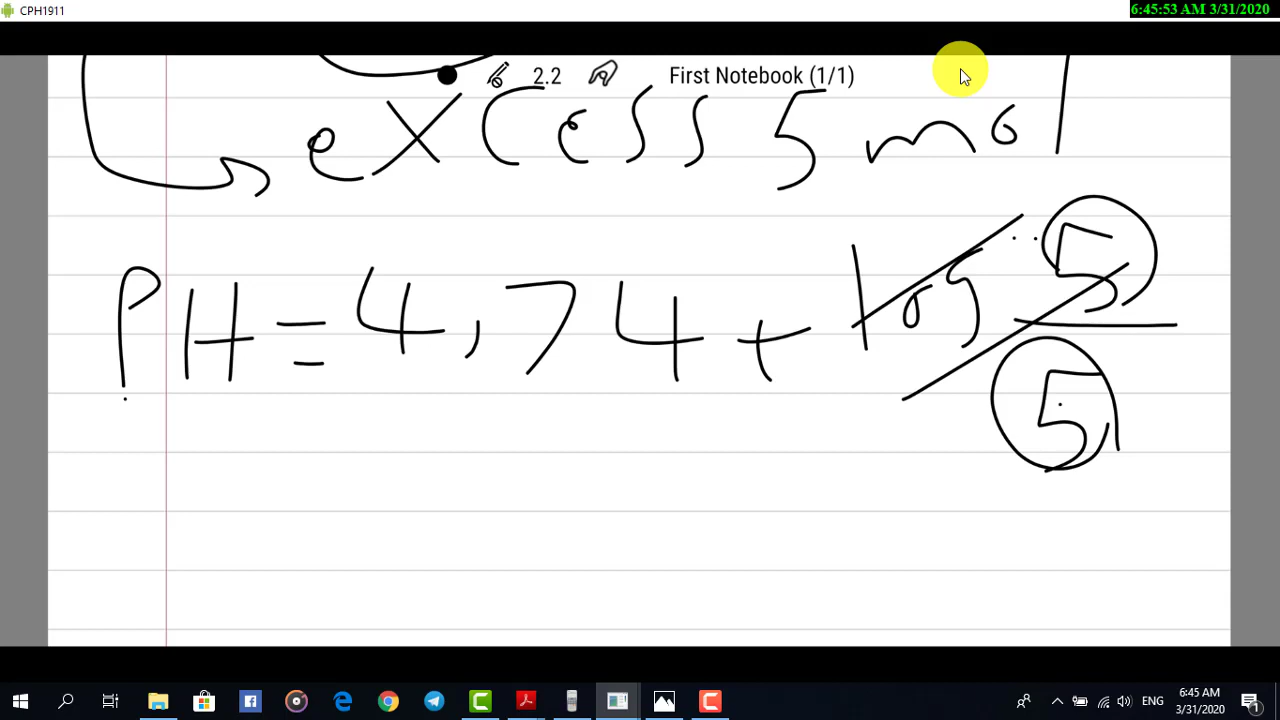 CPH1911
6:45:53 AM 3/31/2020
2.2 First Notebook (1/1)
excess 5 mol
PH = 4,74 + log 5/5
ENG
6:45 AM
3/31/2020
1